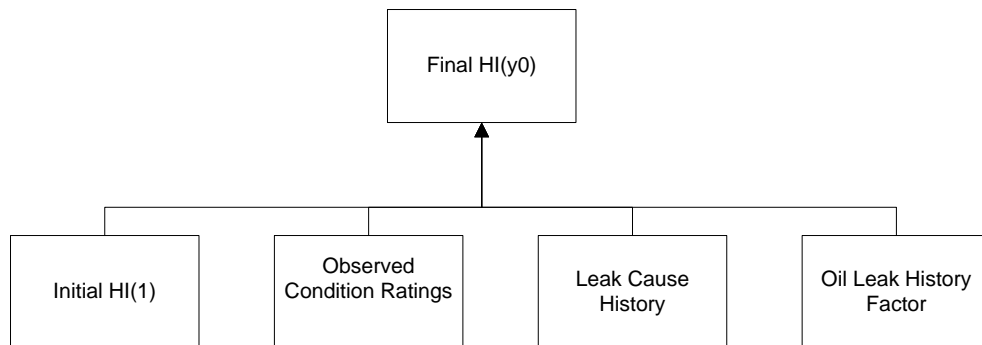 Final HI(y0)
Initial HI(1)
Observed
Condition Ratings
Leak Cause
History
Oil Leak History
Factor